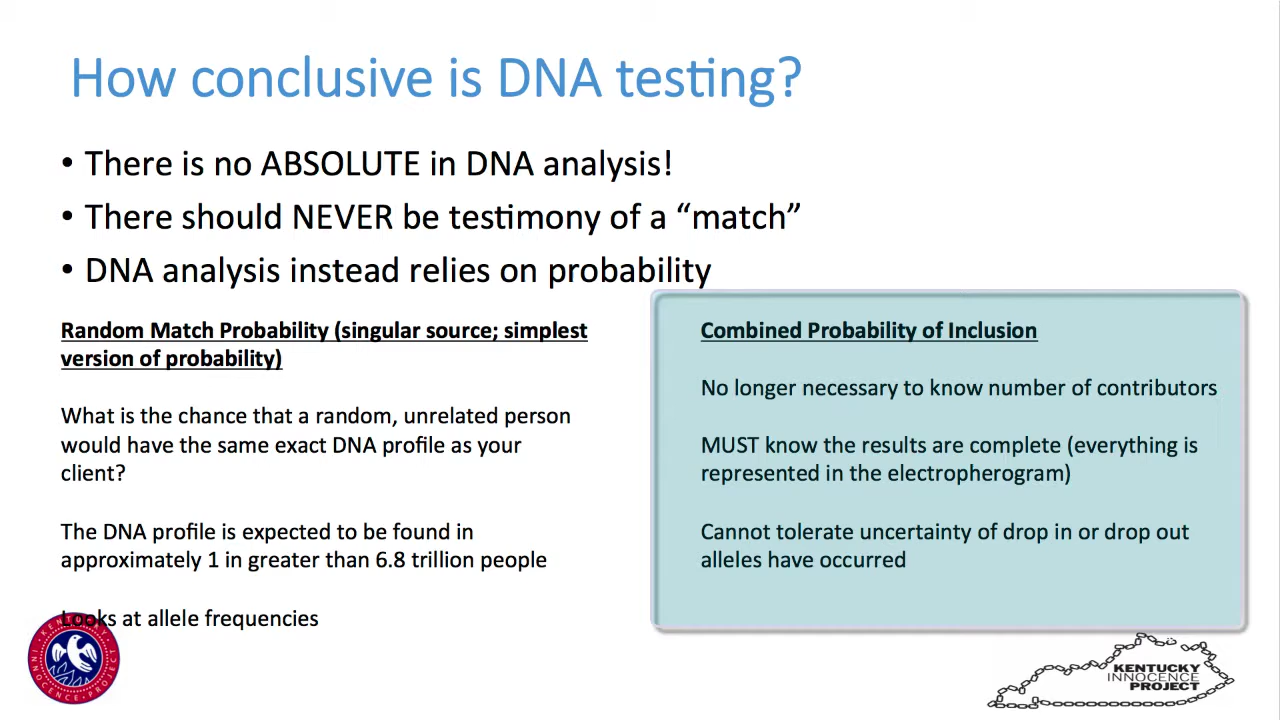 How conclusive is DNA testing?
• There is no ABSOLUTE in DNA analysis!
• There should NEVER be testimony of a “match”
• DNA analysis instead relies on probability
Random Match Probability (singular source; simplest
version of probability)
What is the chance that a random, unrelated person
would have the same exact DNA profile as your
client?
The DNA profile is expected to be found in
approximately 1 in greater than 6.8 trillion people
Looks at allele frequencies
Combined Probability of Inclusion
No longer necessary to know number of contributors
MUST know the results are complete (everything is
represented in the electropherogram)
Cannot tolerate uncertainty of drop in or drop out
alleles have occurred
KENTUCKY
INNOCENCE PROJECT
KENTUCKY
INNOCENCE
PROJECT